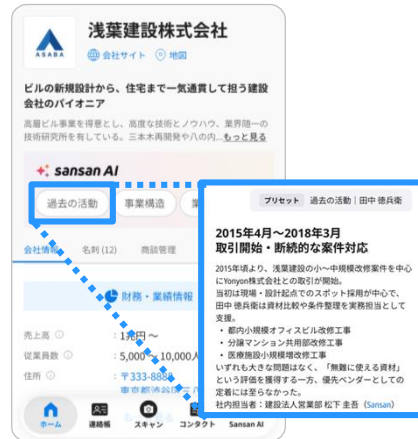 浅葉建設株式会社
ASABA
会社サイト 地図
ビルの新規設計から、住宅まで一気通貫して担う建設
会社のパイオニア
高層ビル事業を得意とし、高度な技術とノウハウ、業界随一の
技術研究所を有している。三本木再開発や八の内...もっと見る
sansan AI
過去の活動 事業構造
会社情報 名刺 (12) 商談管理
財務・業績情報
売上高 : 1兆円 ~
従業員数 : 5,000 ~ 10,000人
住所 : 〒333-8888
東京都渋谷区三八
ホーム 連絡帳 スキャン コンタクト Sansan AI
プリセット 過去の活動|田中 徳兵衛
2015年4月~2018年3月
取引開始・断続的な案件対応
2015年頃より、浅葉建設の小〜中規模改修案件を中心
にYonyon株式会社との取引が開始。
当初は現場・設計起点でのスポット採用が中心で、
田中 徳兵衛は資材比較や条件整理を実務担当として
支援。
・都内小規模オフィスビル改修工事
・分譲マンション共用部改修工事
・医療施設小規模増改修工事
いずれも大きな問題はなく、「無難に使える資材」
という評価を獲得する一方、優先ベンダーとしての
定着には至らなかった。
社内担当者:建設法人営業部 松下 圭吾 (Sansan)